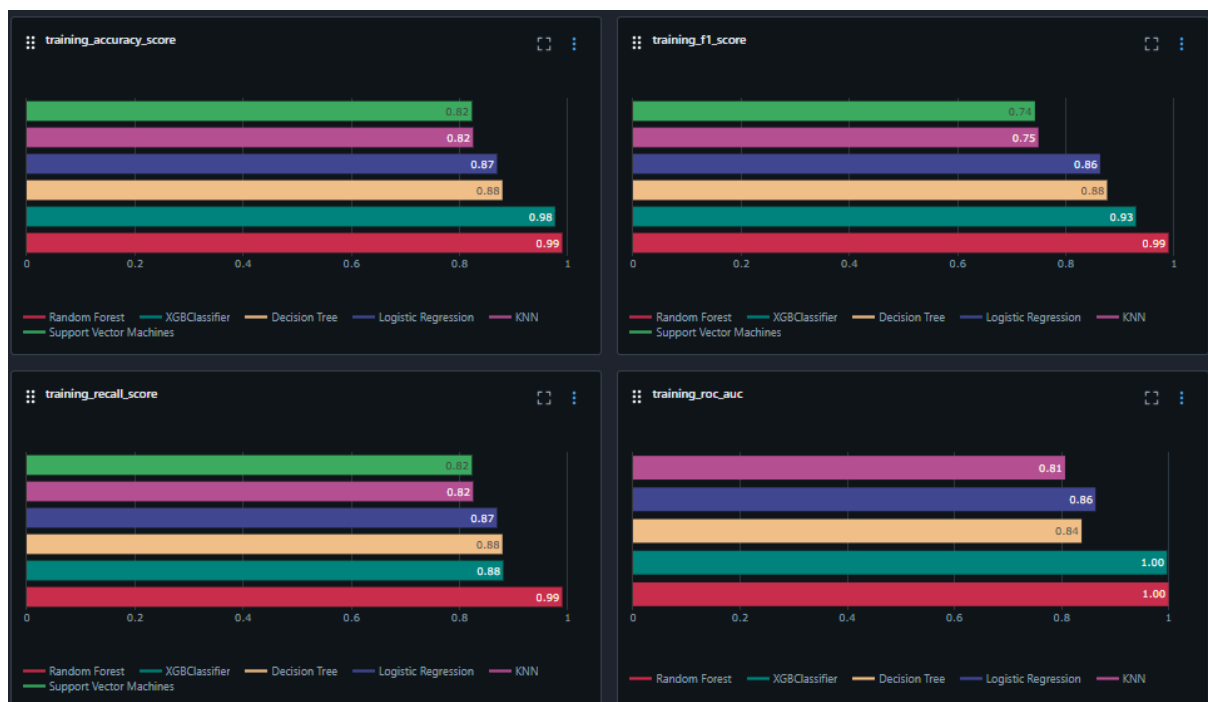 training_accuracy_score
0.82
0.82
0.87
0.88
0.98
0.99
0 0.2 0.4 0.6 0.8 1
Random Forest XGBClassifier Decision Tree Logistic Regression KNN
Support Vector Machines
training_f1_score
0.74
0.75
0.86
0.88
0.93
0.99
0 0.2 0.4 0.6 0.8 1
Random Forest XGBClassifier Decision Tree Logistic Regression KNN
Support Vector Machines
training_recall_score
0.82
0.82
0.87
0.88
0.88
0.99
0 0.2 0.4 0.6 0.8 1
Random Forest XGBClassifier Decision Tree Logistic Regression KNN
Support Vector Machines
training_roc_auc
0.81
0.86
0.84
1.00
1.00
0 0.2 0.4 0.6 0.8 1
Random Forest XGBClassifier Decision Tree Logistic Regression KNN